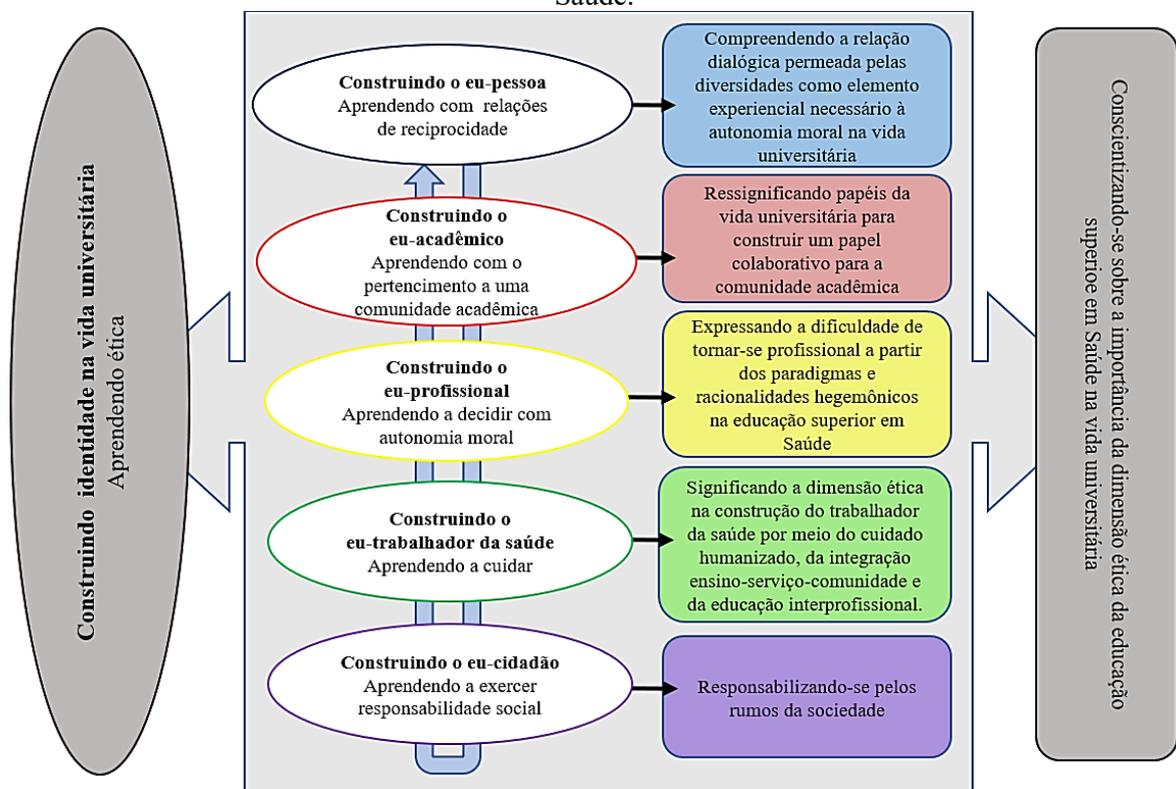 Saúde.
Construindo identidade na vida universitária
Aprendendo ética
Construindo o eu-pessoa
Aprendendo com relações
de reciprocidade
Compreendendo a relação
dialógica permeada pelas
diversidades como elemento
experiencial necessário à
autonomia moral na vida
universitária
Construindo o
eu-acadêmico
Aprendendo com o
pertencimento a uma
comunidade acadêmica
Ressignificando papéis da
vida universitária para
construir um papel
colaborativo para a
comunidade acadêmica
Construindo o
eu-profissional
Aprendendo a decidir com
autonomia moral
Expressando a dificuldade de
tornar-se profissional a partir
dos paradigmas e
racionalidades hegemônicos
na educação superior em
Saúde
Construindo o
eu-trabalhador da saúde
Aprendendo a cuidar
Significando a dimensão ética
na construção do trabalhador
da saúde por meio do cuidado
humanizado, da integração
ensino-serviço-comunidade e
da educação interprofissional.
Construindo o eu-cidadão
Aprendendo a exercer
responsabilidade social
Responsabilizando-se pelos
rumos da sociedade
Conscientizando-se sobre a importância da dimensão ética da educação
superioe em Saúde na vida universitária